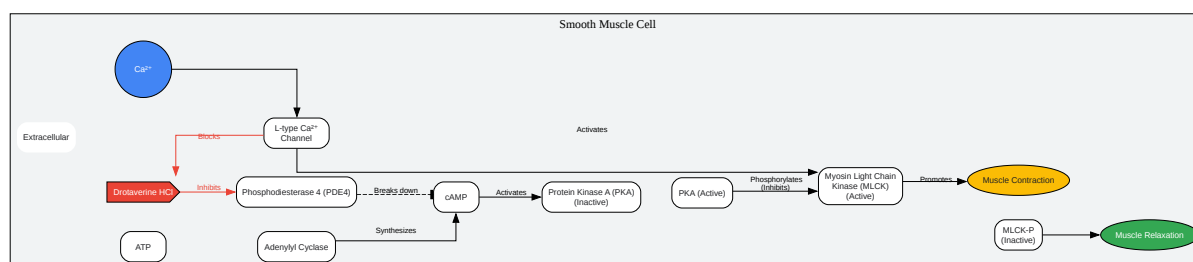 Smooth Muscle Cell
Ca²⁺
Extracellular
L-type Ca²⁺
Channel
Blocks
Activates
Drotaverine HCl
Inhibits
Phosphodiesterase 4 (PDE4)
Breaks down
cAMP
Activates
Protein Kinase A (PKA)
(Inactive)
PKA (Active)
Phosphorylates
(Inhibits)
Myosin Light Chain
Kinase (MLCK)
(Active)
Promotes
Muscle Contraction
ATP
Adenylyl Cyclase
Synthesizes
MLCK-P
(Inactive)
Muscle Relaxation